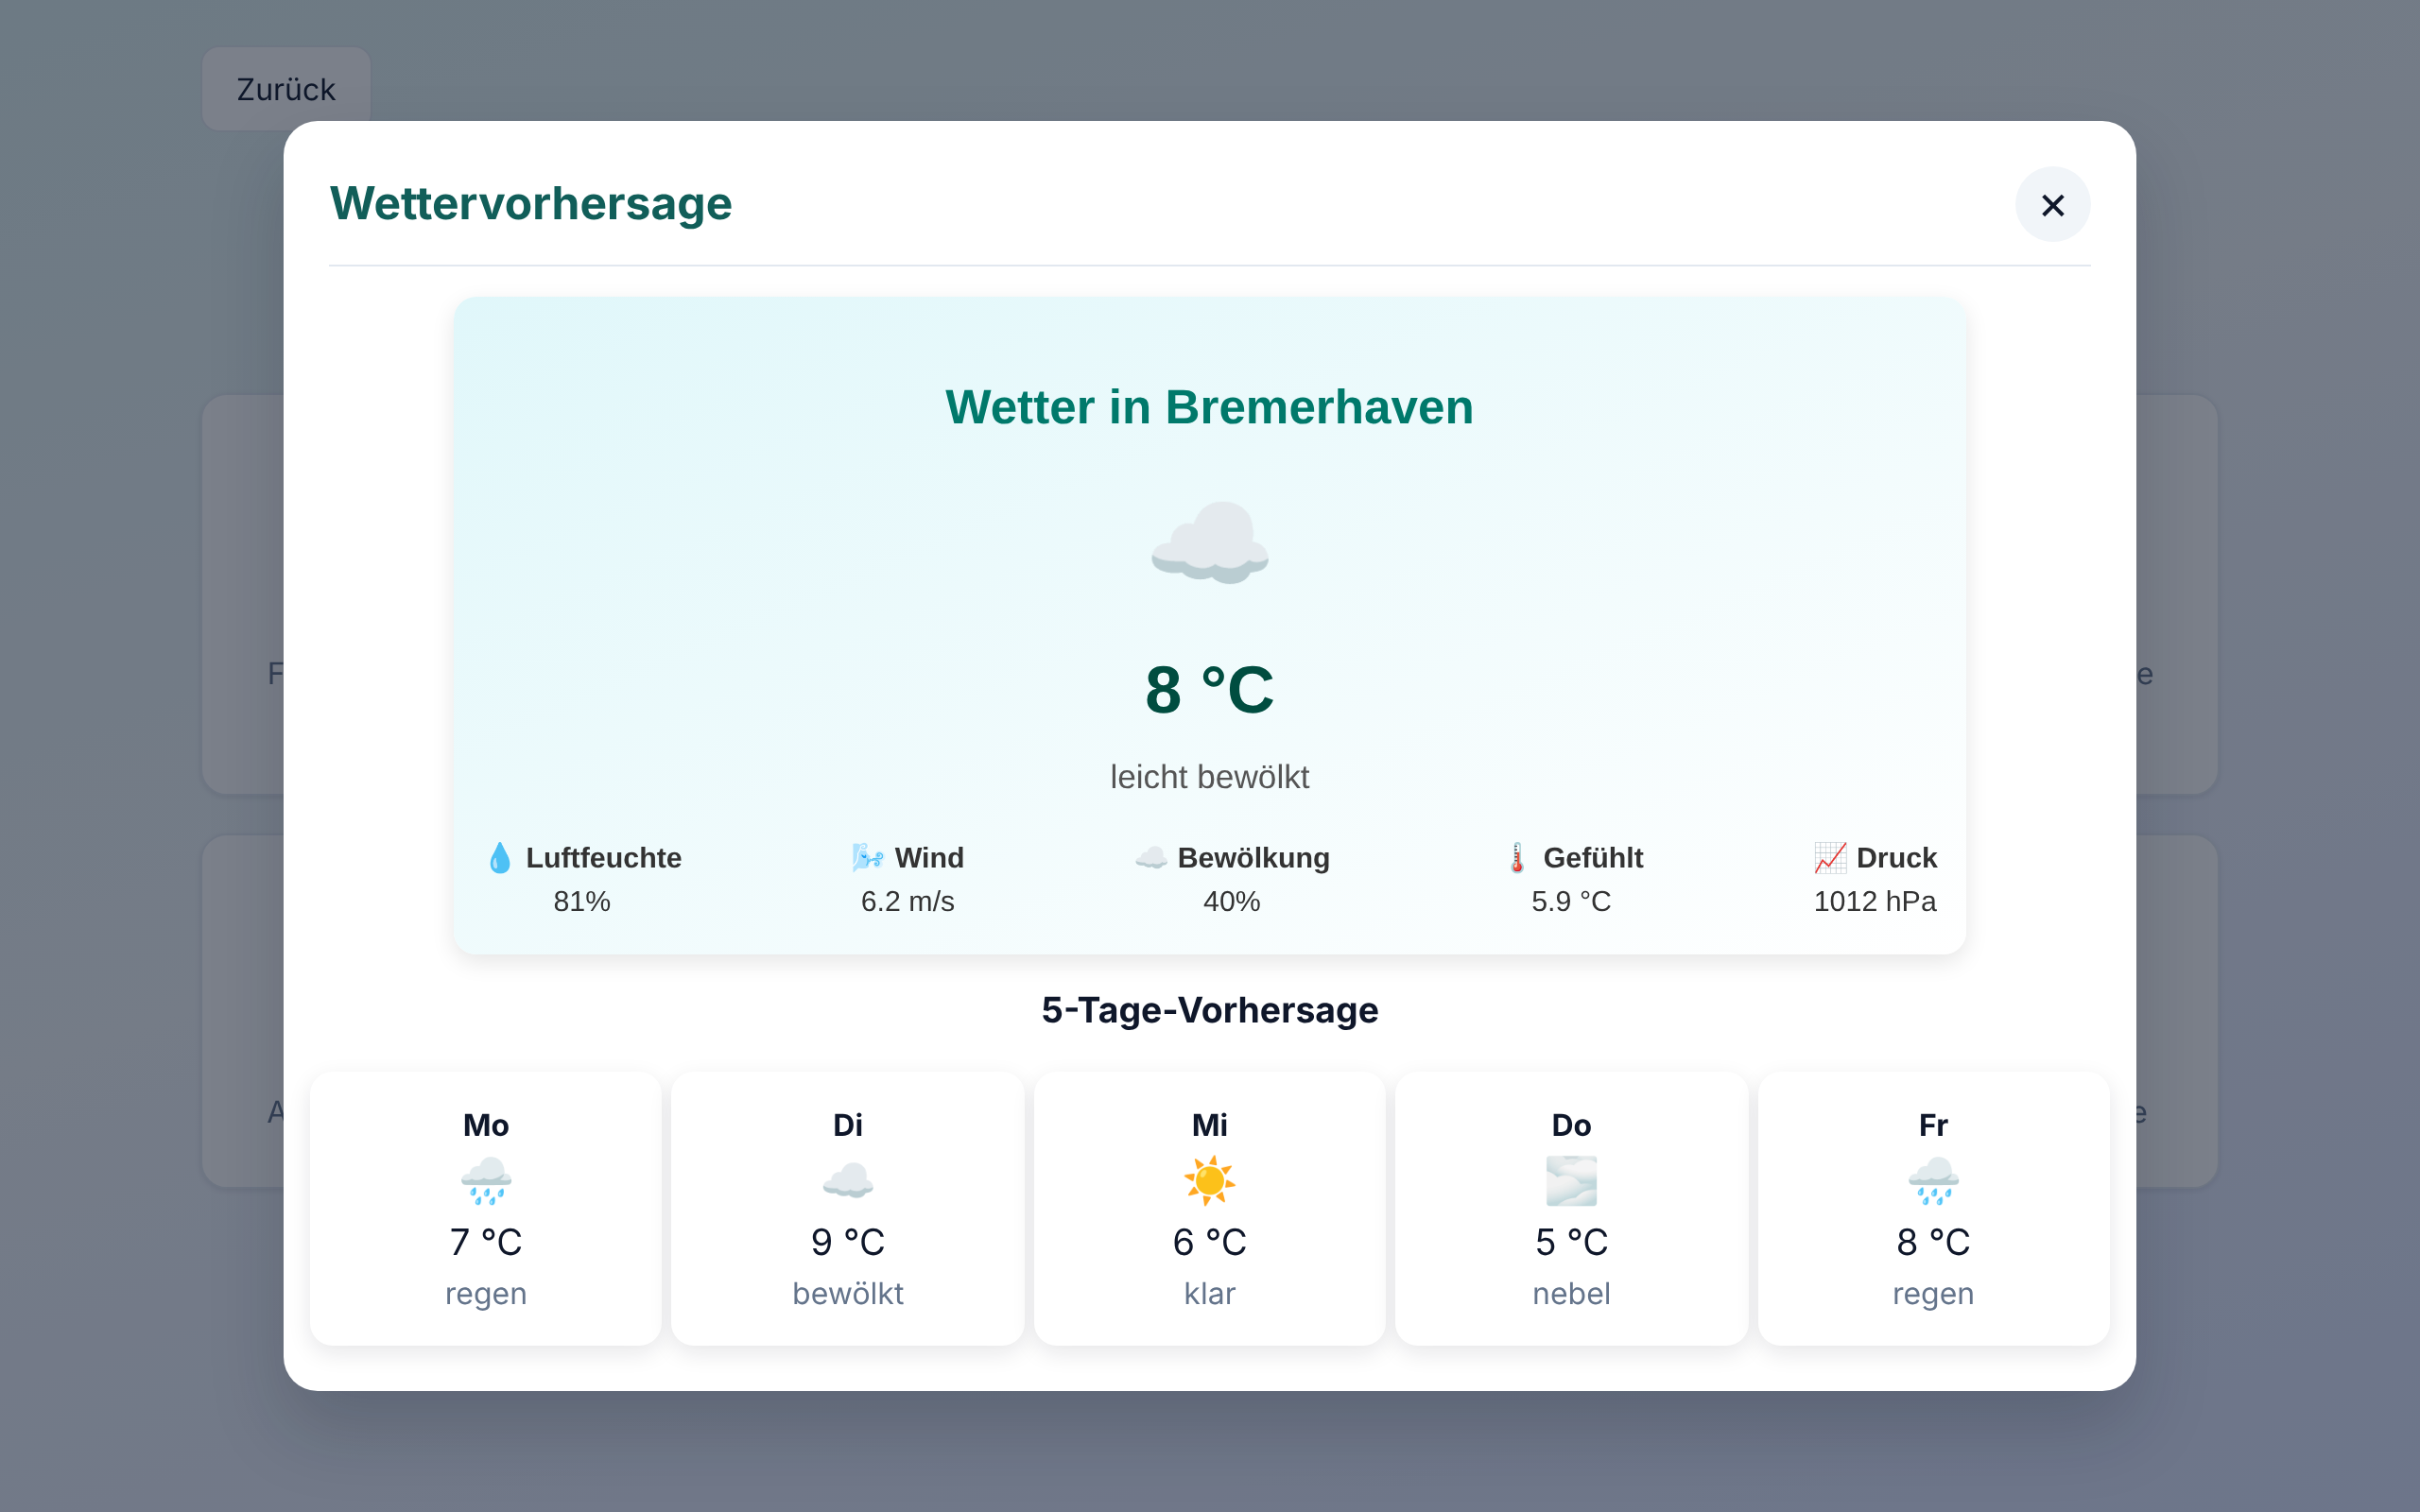 Zurück
Wettervorhersage
Wetter in Bremerhaven
8 °C
leicht bewölkt
Luftfeuchte Wind Bewölkung Gefühlt Druck
81% 6.2 m/s 40% 5.9 °C 1012 hPa
5-Tage-Vorhersage
Mo Di Mi Do Fr
7 °C 9 °C 6 °C 5 °C 8 °C
regen bewölkt klar nebel regen